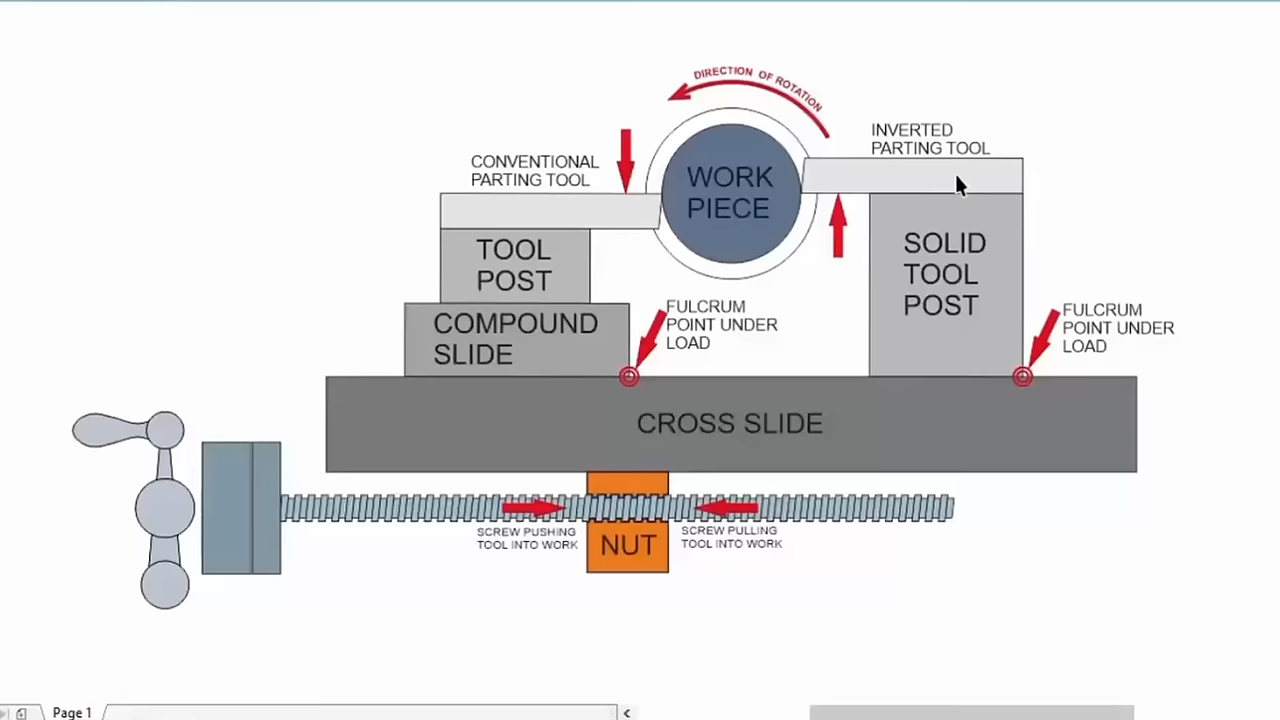 DIRECTION OF ROTATION
INVERTED
PARTING TOOL
CONVENTIONAL
PARTING TOOL
WORK
PIECE
TOOL
POST
SOLID
TOOL
POST
COMPOUND
SLIDE
FULCRUM
POINT UNDER
LOAD
FULCRUM
POINT UNDER
LOAD
CROSS SLIDE
SCREW PUSHING
TOOL INTO WORK
NUT
SCREW PULLING
TOOL INTO WORK
Page 1